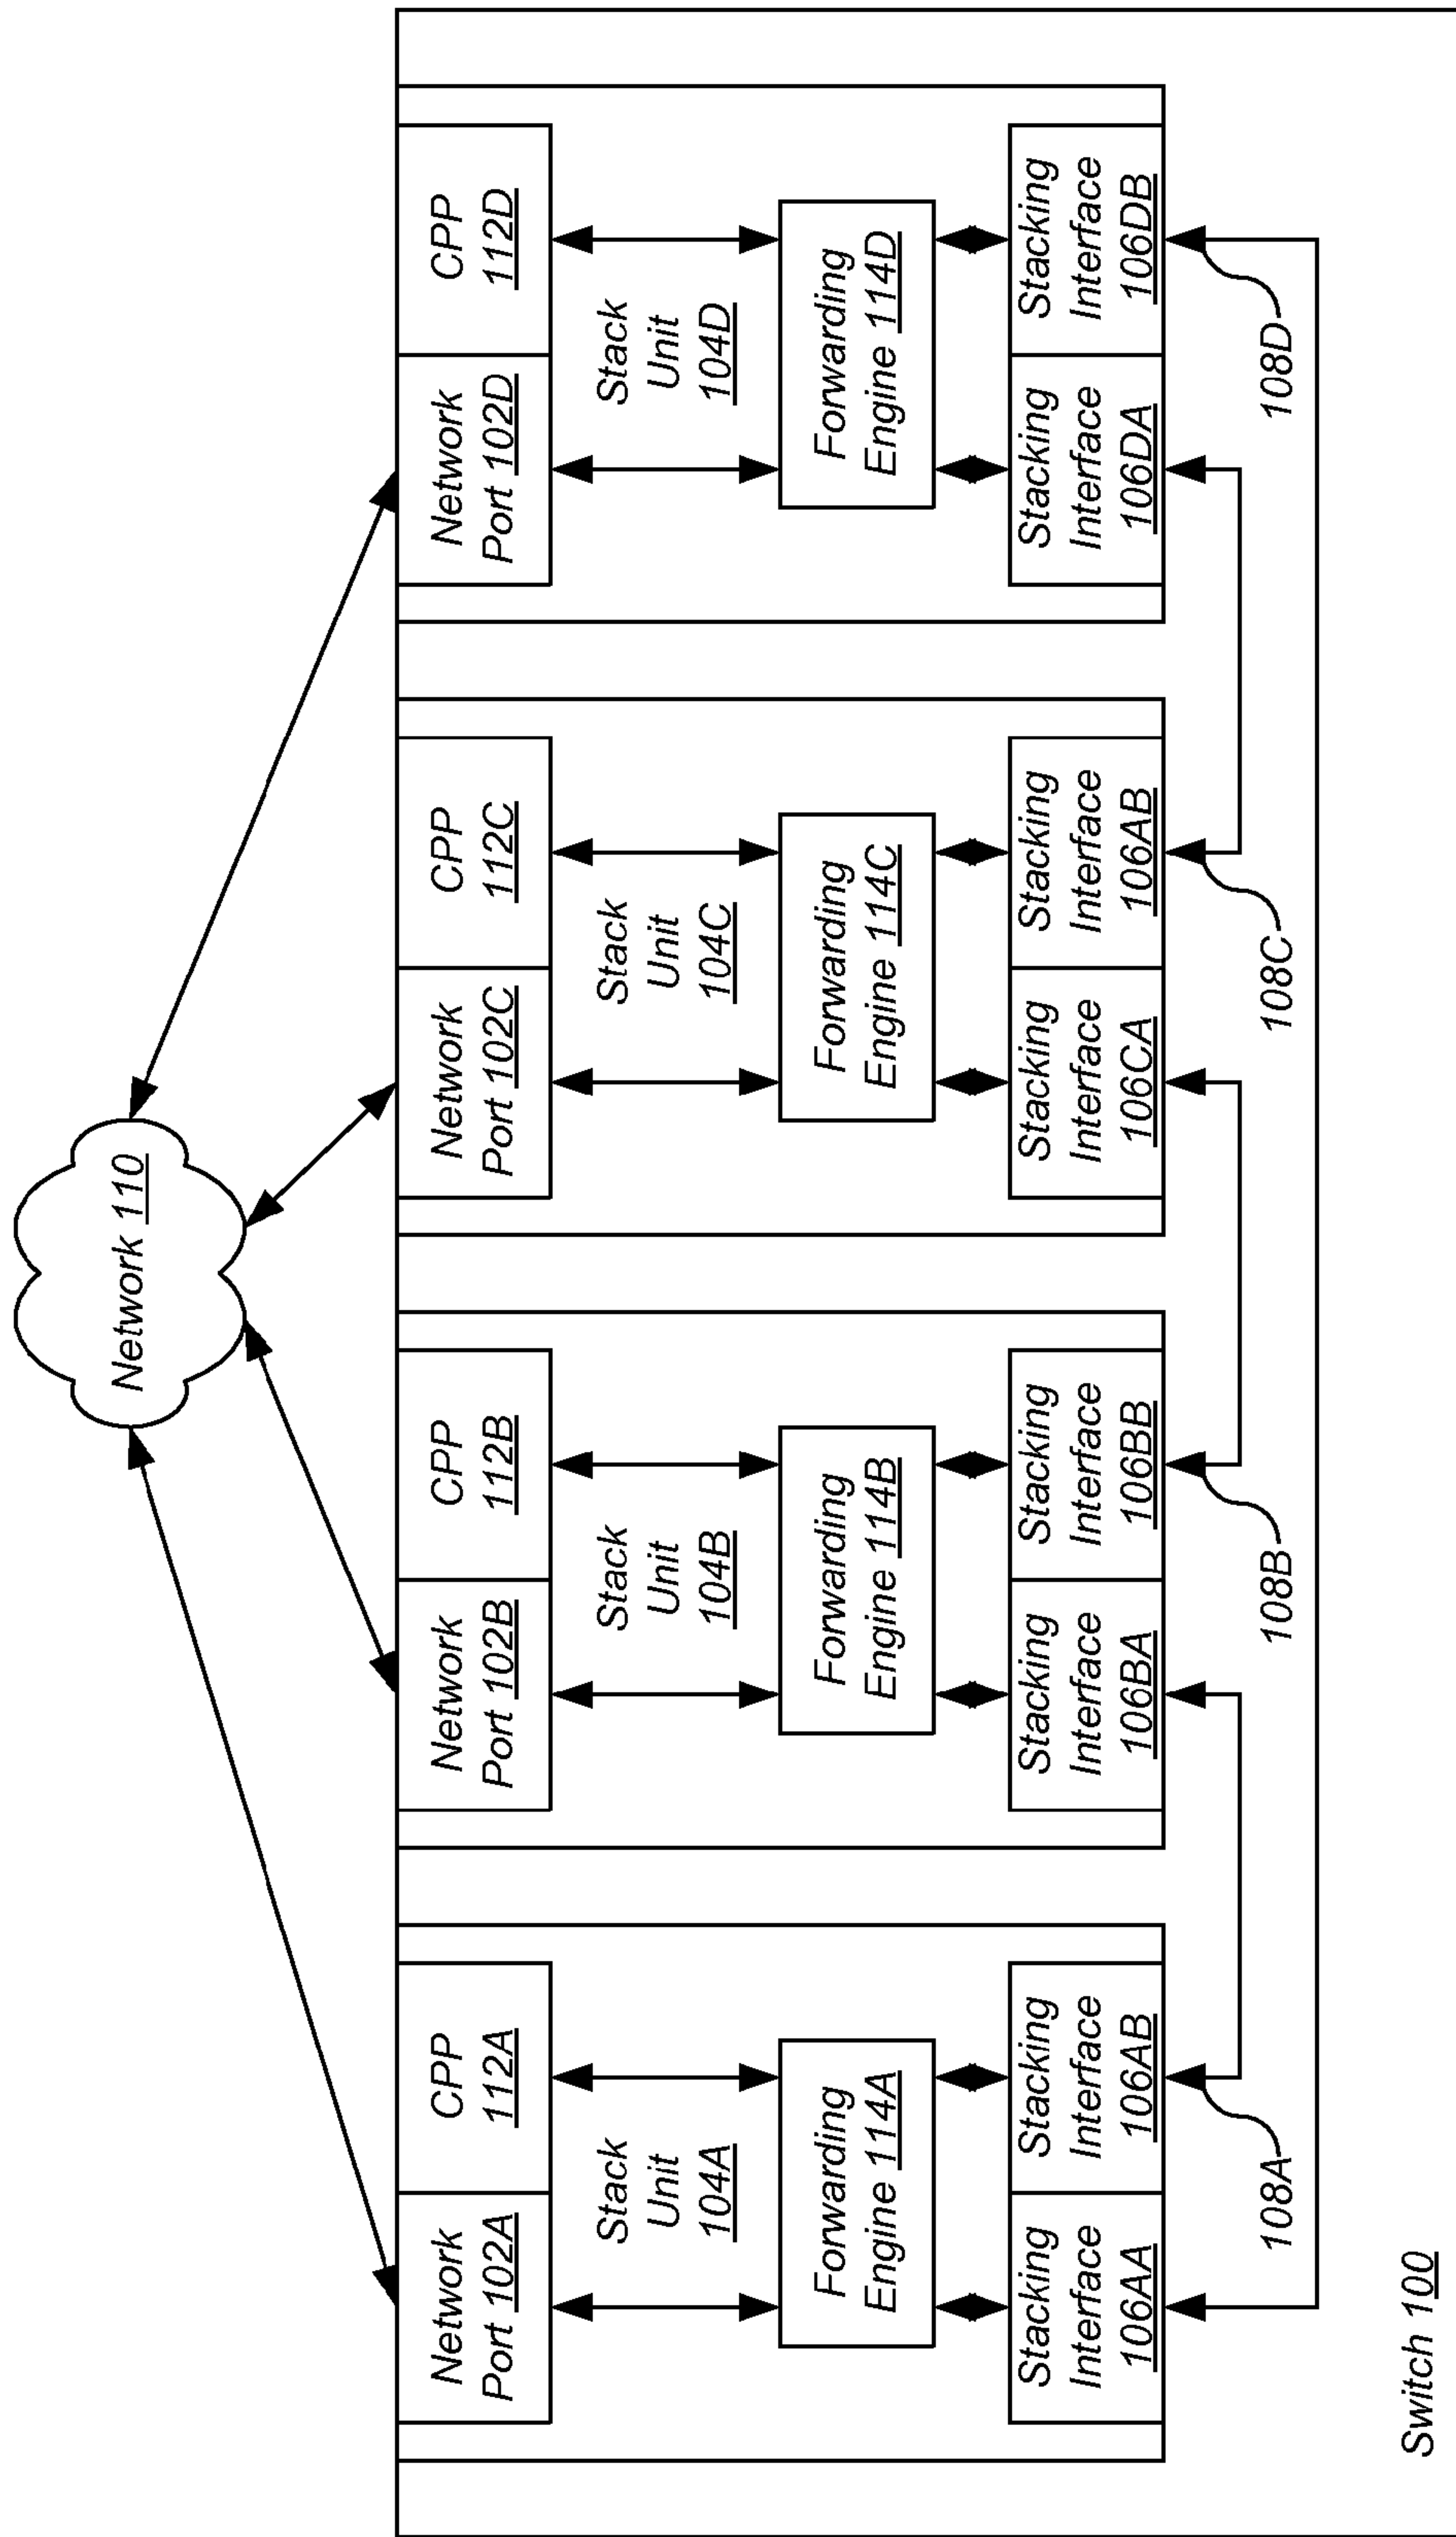 Network 110
Network
Port 102A
CPP
112A
Stack
Unit
104A
Forwarding
Engine 114A
Stacking
Interface
106AA
Stacking
Interface
106AB
108A
Network
Port 102B
CPP
112B
Stack
Unit
104B
Forwarding
Engine 114B
Stacking
Interface
106BA
Stacking
Interface
106BB
108B
Network
Port 102C
CPP
112C
Stack
Unit
104C
Forwarding
Engine 114C
Stacking
Interface
106CA
Stacking
Interface
106AB
108C
Network
Port 102D
CPP
112D
Stack
Unit
104D
Forwarding
Engine 114D
Stacking
Interface
106DA
Stacking
Interface
106DB
108D
Switch 100